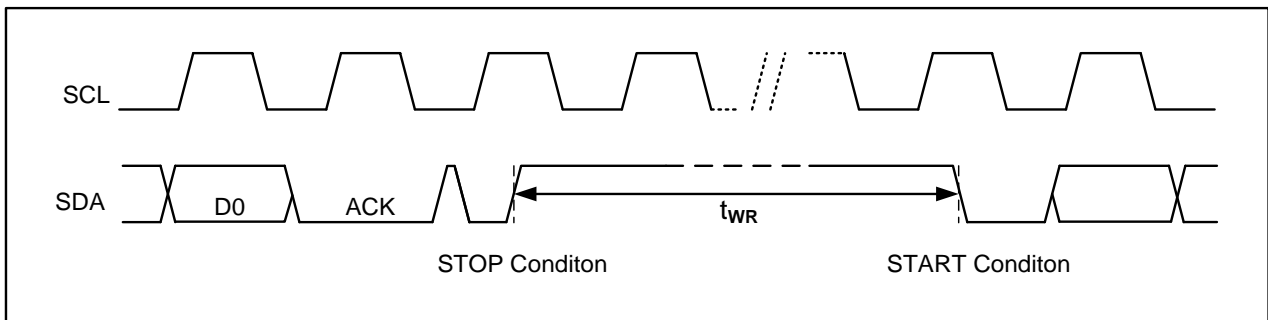 SCL
SDA
D0
ACK
tWR
STOP Conditon
START Conditon